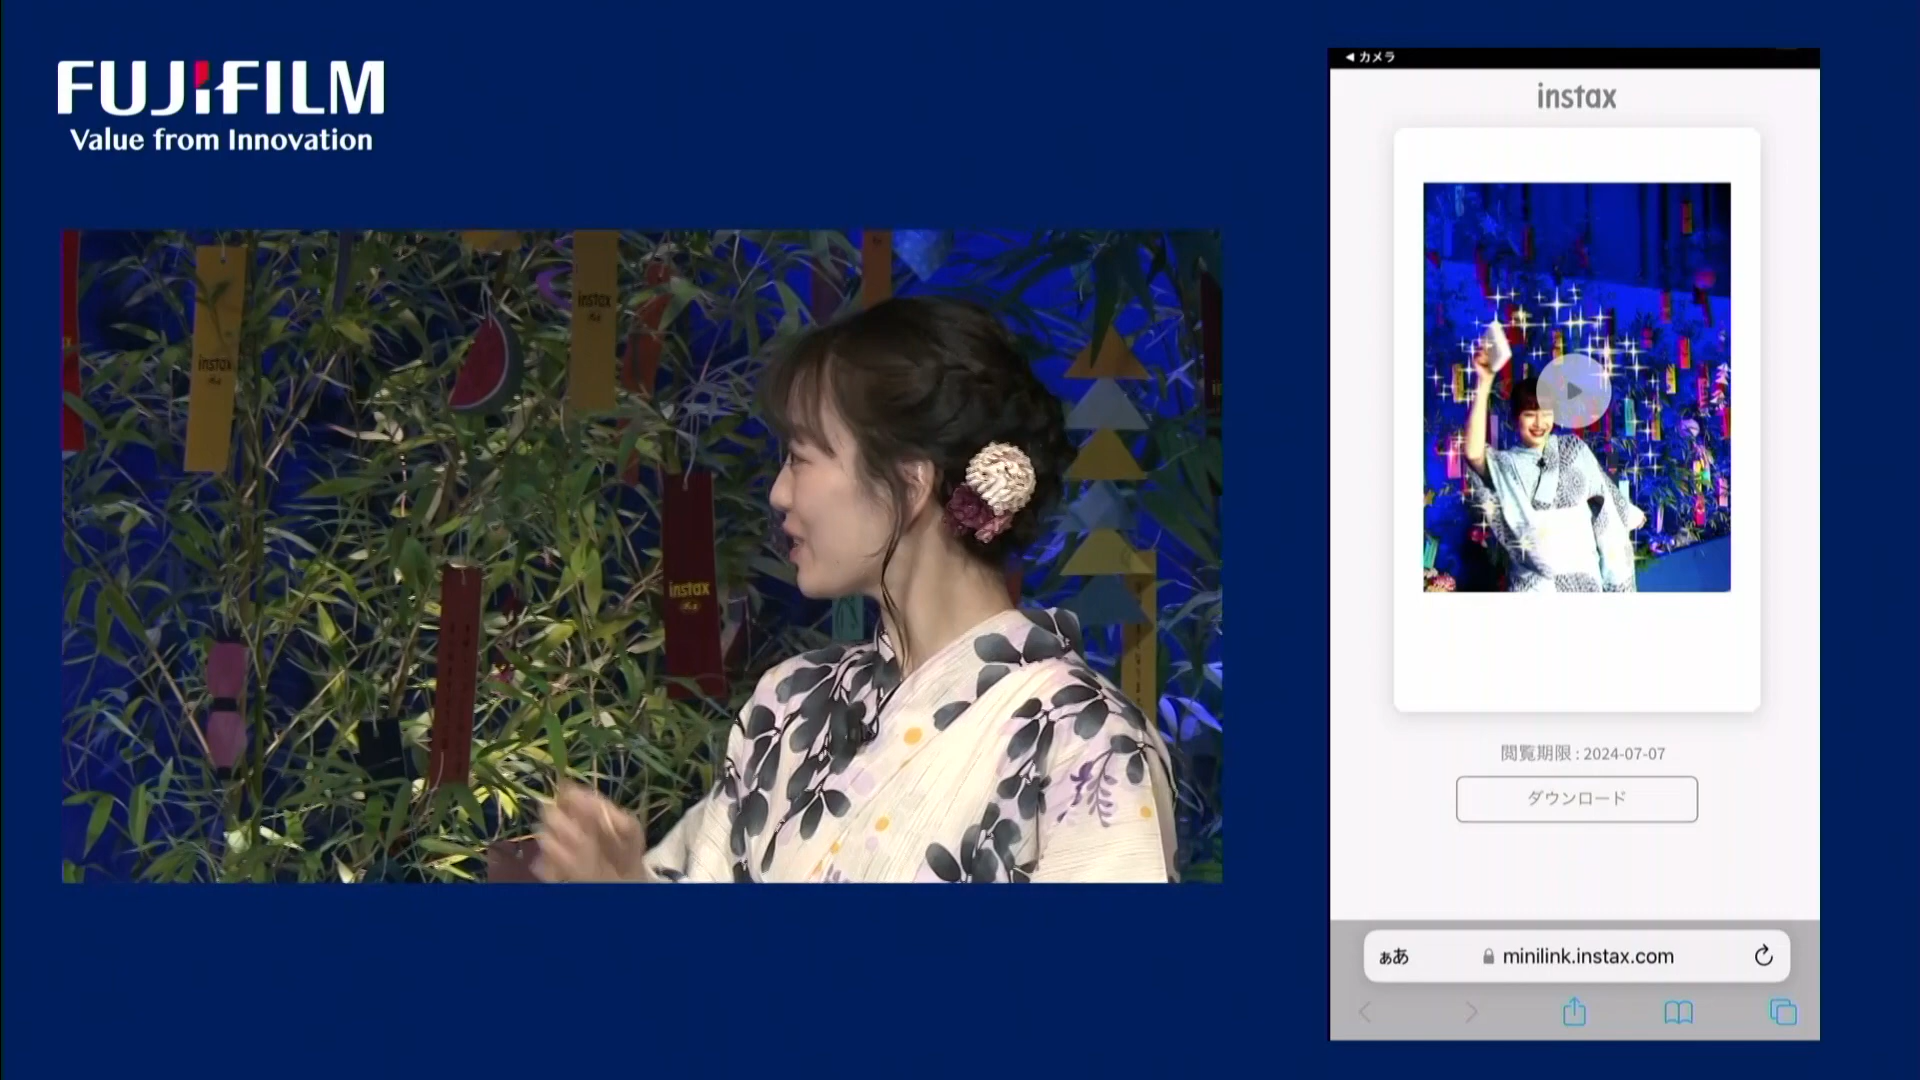 FUJIFILM
Value from Innovation
instax
instax
instax
◀ カメラ
instax
閲覧期限 : 2024-07-07
ダウンロード
ぁあ
minilink.instax.com